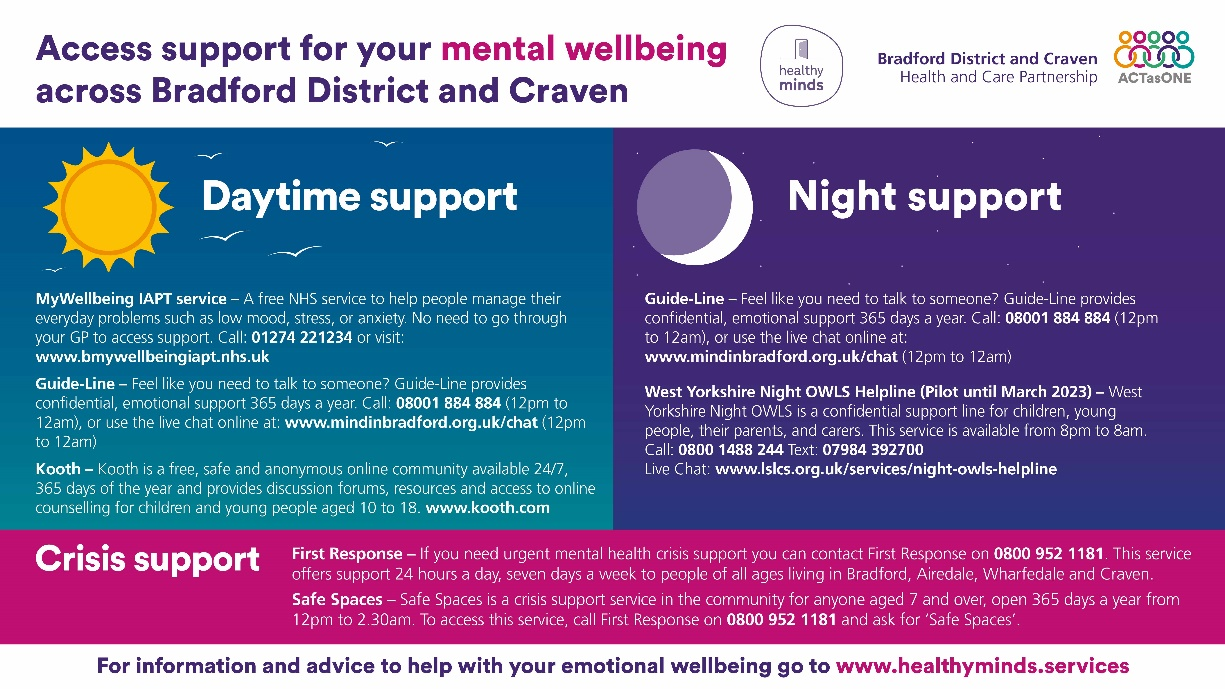 Access support for your mental wellbeing
across Bradford District and Craven
healthy
minds
Bradford District and Craven
Health and Care Partnership
ACTasONE
Daytime support
MyWellbeing IAPT service – A free NHS service to help people manage their
everyday problems such as low mood, stress, or anxiety. No need to go through
your GP to access support. Call: 01274 221234 or visit:
www.bmywellbeingiapt.nhs.uk
Guide-Line – Feel like you need to talk to someone? Guide-Line provides
confidential, emotional support 365 days a year. Call: 08001 884 884 (12pm to
12am), or use the live chat online at: www.mindinbradford.org.uk/chat (12pm
to 12am)
Kooth – Kooth is a free, safe and anonymous online community available 24/7,
365 days of the year and provides discussion forums, resources and access to online
counselling for children and young people aged 10 to 18. www.kooth.com
Night support
Guide-Line – Feel like you need to talk to someone? Guide-Line provides
confidential, emotional support 365 days a year. Call: 08001 884 884 (12pm
to 12am), or use the live chat online at:
www.mindinbradford.org.uk/chat (12pm to 12am)
West Yorkshire Night OWLS Helpline (Pilot until March 2023) – West
Yorkshire Night OWLS is a confidential support line for children, young
people, their parents, and carers. This service is available from 8pm to 8am.
Call: 0800 1488 244 Text: 07984 392700
Live Chat: www.lslcs.org.uk/services/night-owls-helpline
Crisis support
First Response – If you need urgent mental health crisis support you can contact First Response on 0800 952 1181. This service
offers support 24 hours a day, seven days a week to people of all ages living in Bradford, Airedale, Wharfedale and Craven.
Safe Spaces – Safe Spaces is a crisis support service in the community for anyone aged 7 and over, open 365 days a year from
12pm to 2.30am. To access this service, call First Response on 0800 952 1181 and ask for ‘Safe Spaces’.
For information and advice to help with your emotional wellbeing go to www.healthyminds.services